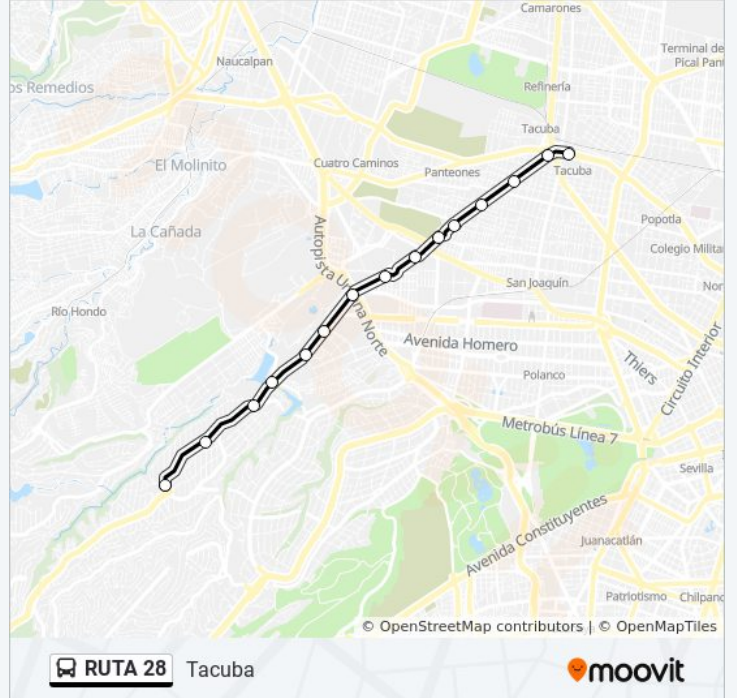 Camarones
Terminal de
Pical Pant
Naucalpan
os Remedios
Refinería
Tacuba
El Molinito
Cuatro Caminos
Panteones
Tacuba
Popotla
La Cañada
Colegio Milita
Autopista Urbana Norte
San Joaquín
Nor
Río Hondo
Avenida Homero
Thiers
Circuito Interior
Polanco
Metrobús Línea 7
Sevilla
Avenida Constituyentes
Juanacatlán
Patriotismo
Chilpanc
© OpenStreetMap contributors | © OpenMapTiles
RUTA 28 Tacuba
moovit